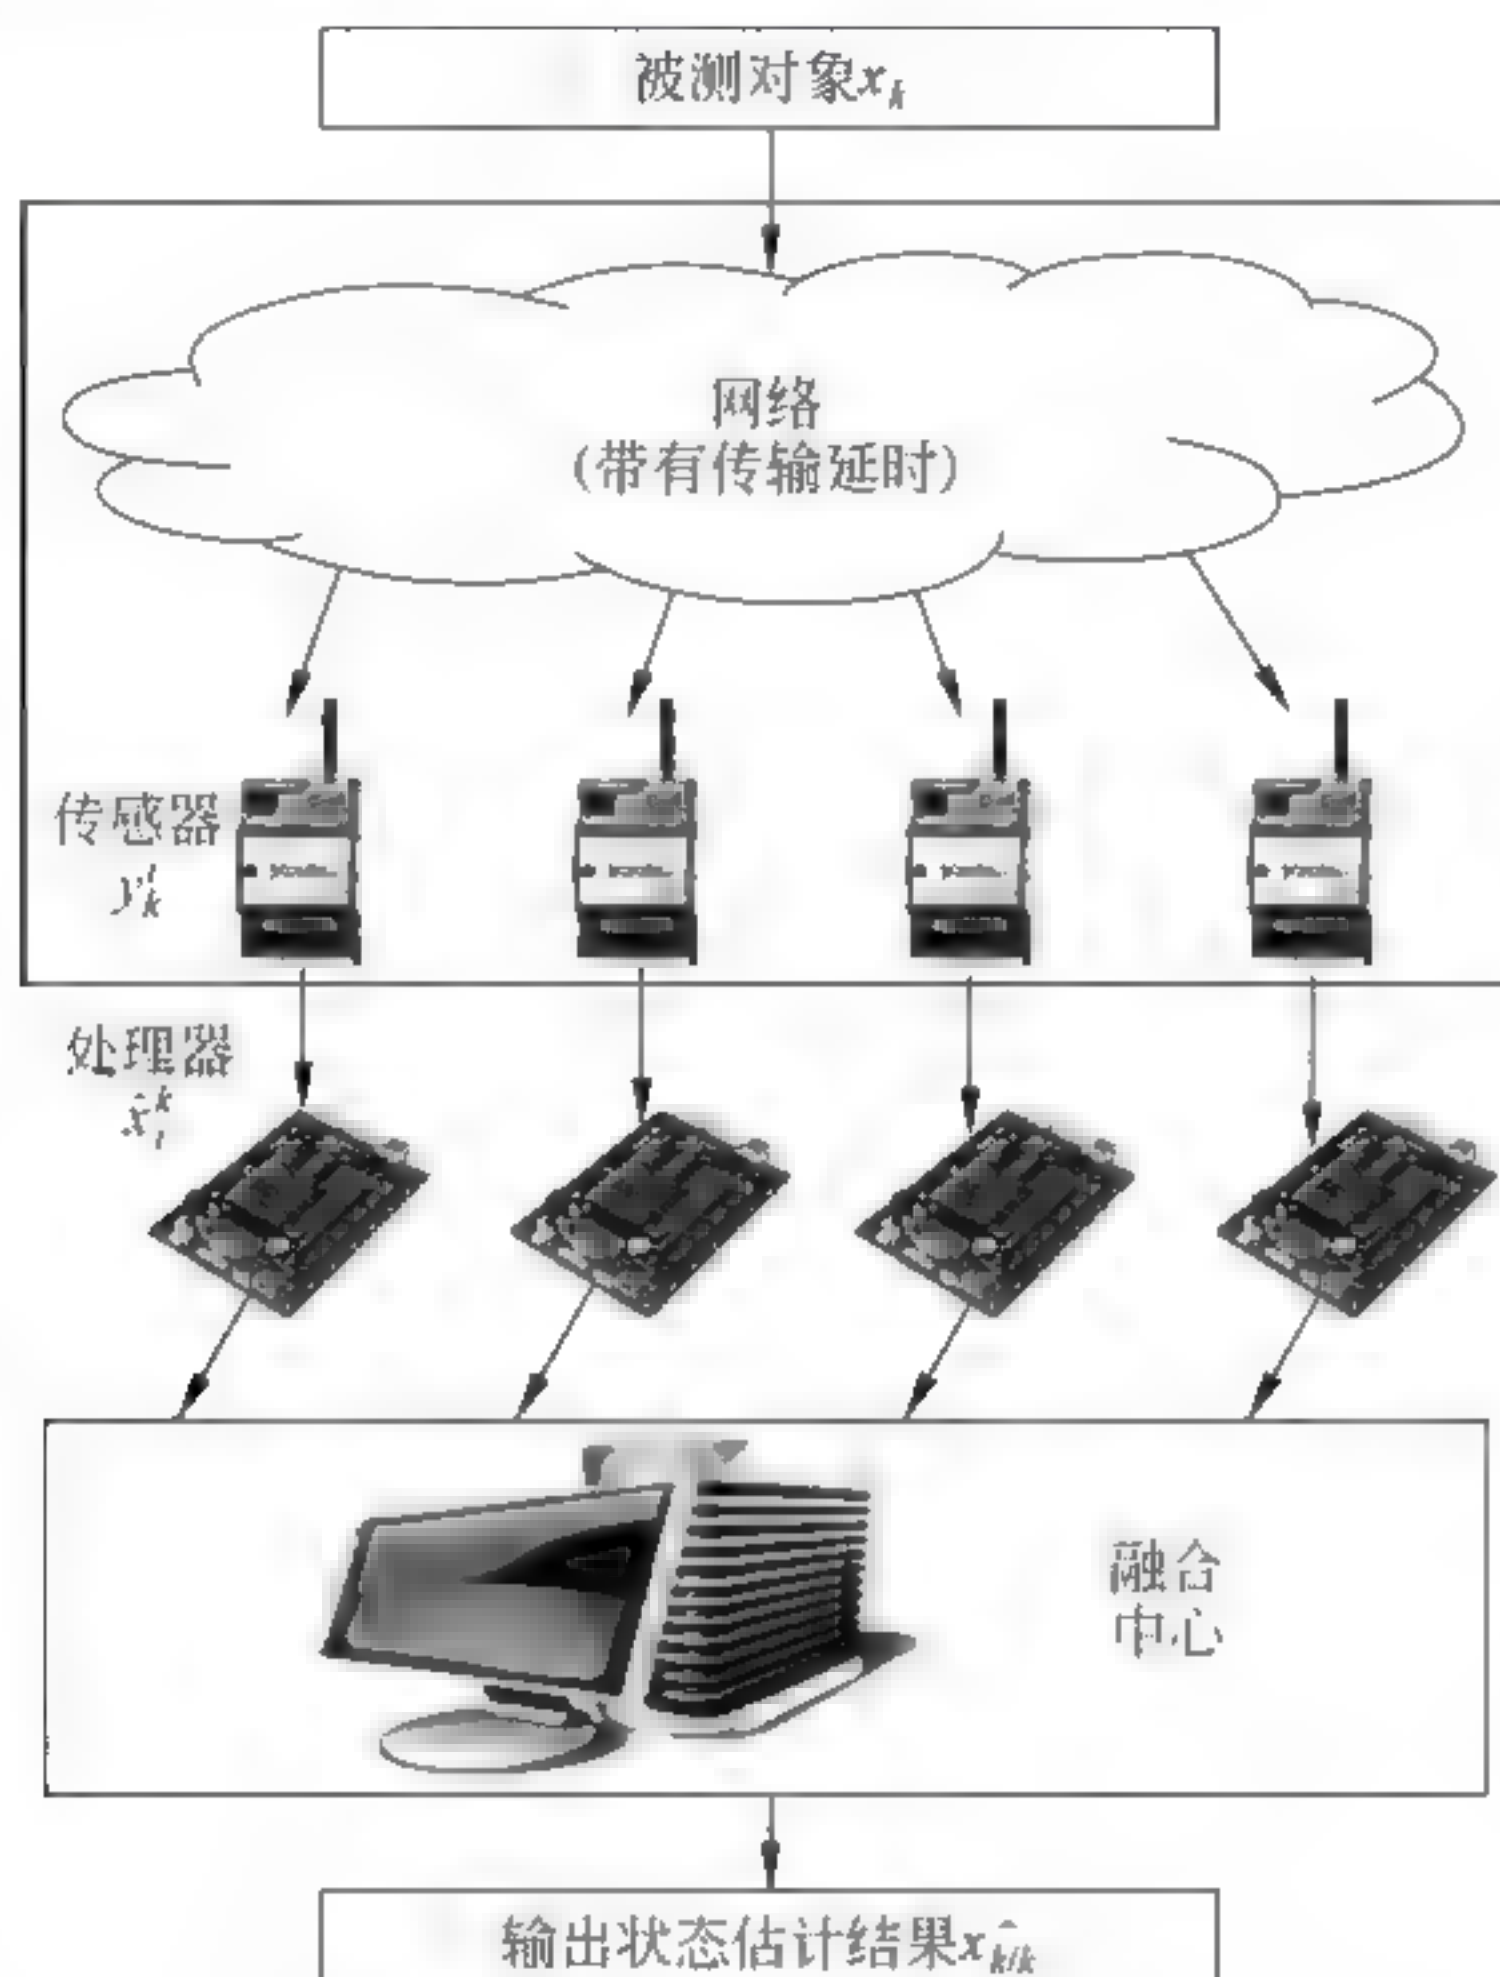 被测对象x_k
网络
(带有传输延时)
传感器
y_k^i
处理器
x̂_i^k
融合
中心
输出状态估计结果x̂_{k/k}